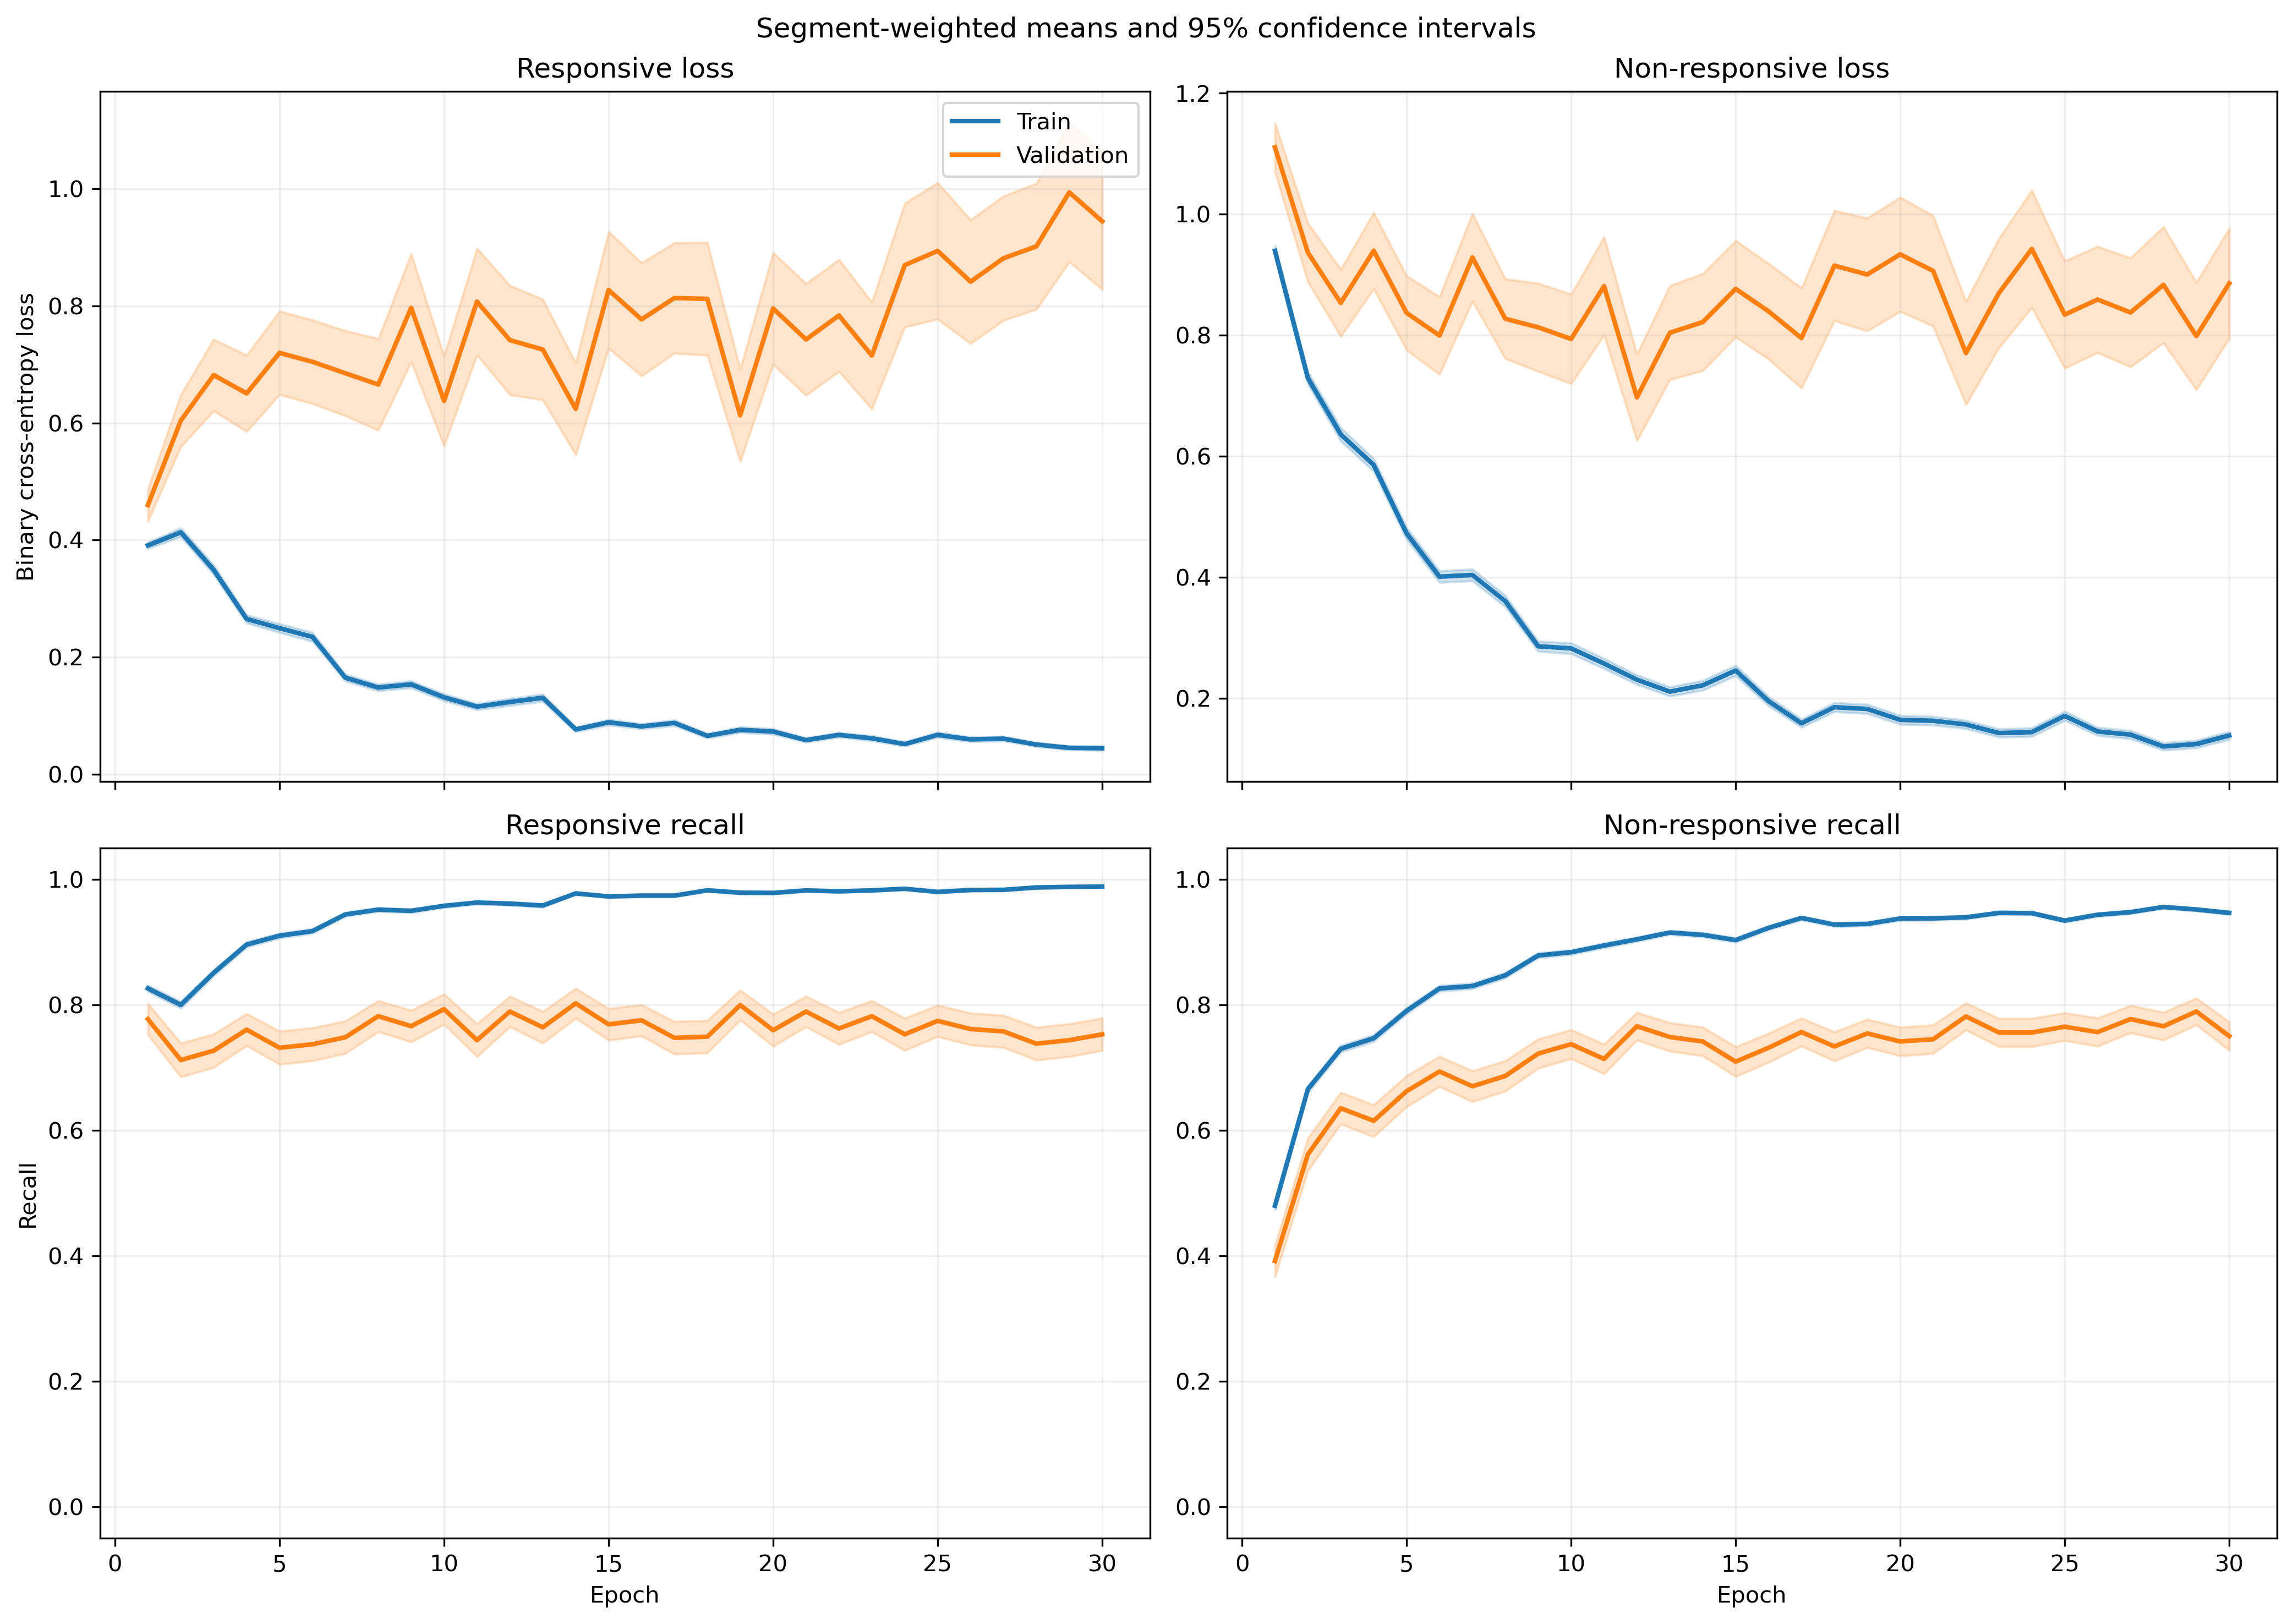 Segment-weighted means and 95% confidence intervals
Responsive loss
Non-responsive loss
Train
Validation
Binary cross-entropy loss
1.0
0.8
0.6
0.4
0.2
0.0
1.2
1.0
0.8
0.6
0.4
0.2
Responsive recall
Non-responsive recall
Recall
1.0
0.8
0.6
0.4
0.2
0.0
0 5 10 15 20 25 30
Epoch
1.0
0.8
0.6
0.4
0.2
0.0
0 5 10 15 20 25 30
Epoch